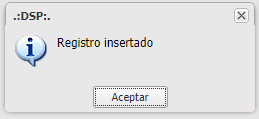 .:DSP:.
Registro insertado
Aceptar